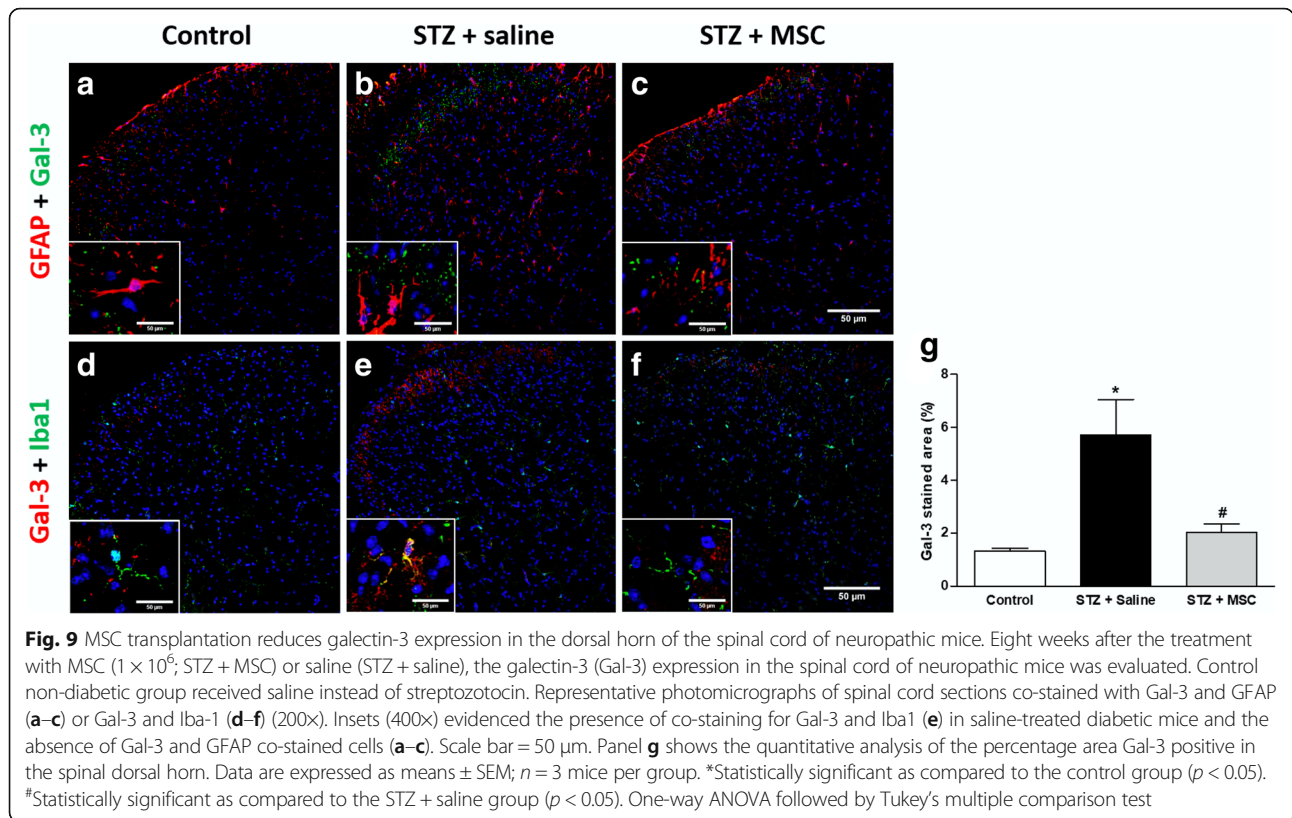 Control STZ + saline STZ + MSC
GFAP + Gal-3
a b c
50 µm 50 µm 50 µm 50 µm
Gal-3 + Iba1
d e f
50 µm 50 µm 50 µm 50 µm
g
Gal-3 stained area (%)
8
6
4
2
0
*
#
Control STZ + Saline STZ + MSC
Fig. 9 MSC transplantation reduces galectin-3 expression in the dorsal horn of the spinal cord of neuropathic mice. Eight weeks after the treatment
with MSC (1 × 10⁶; STZ + MSC) or saline (STZ + saline), the galectin-3 (Gal-3) expression in the spinal cord of neuropathic mice was evaluated. Control
non-diabetic group received saline instead of streptozotocin. Representative photomicrographs of spinal cord sections co-stained with Gal-3 and GFAP
(a–c) or Gal-3 and Iba-1 (d–f) (200×). Insets (400×) evidenced the presence of co-staining for Gal-3 and Iba1 (e) in saline-treated diabetic mice and the
absence of Gal-3 and GFAP co-stained cells (a–c). Scale bar = 50 µm. Panel g shows the quantitative analysis of the percentage area Gal-3 positive in
the spinal dorsal horn. Data are expressed as means ± SEM; n = 3 mice per group. *Statistically significant as compared to the control group (p < 0.05).
#Statistically significant as compared to the STZ + saline group (p < 0.05). One-way ANOVA followed by Tukey's multiple comparison test